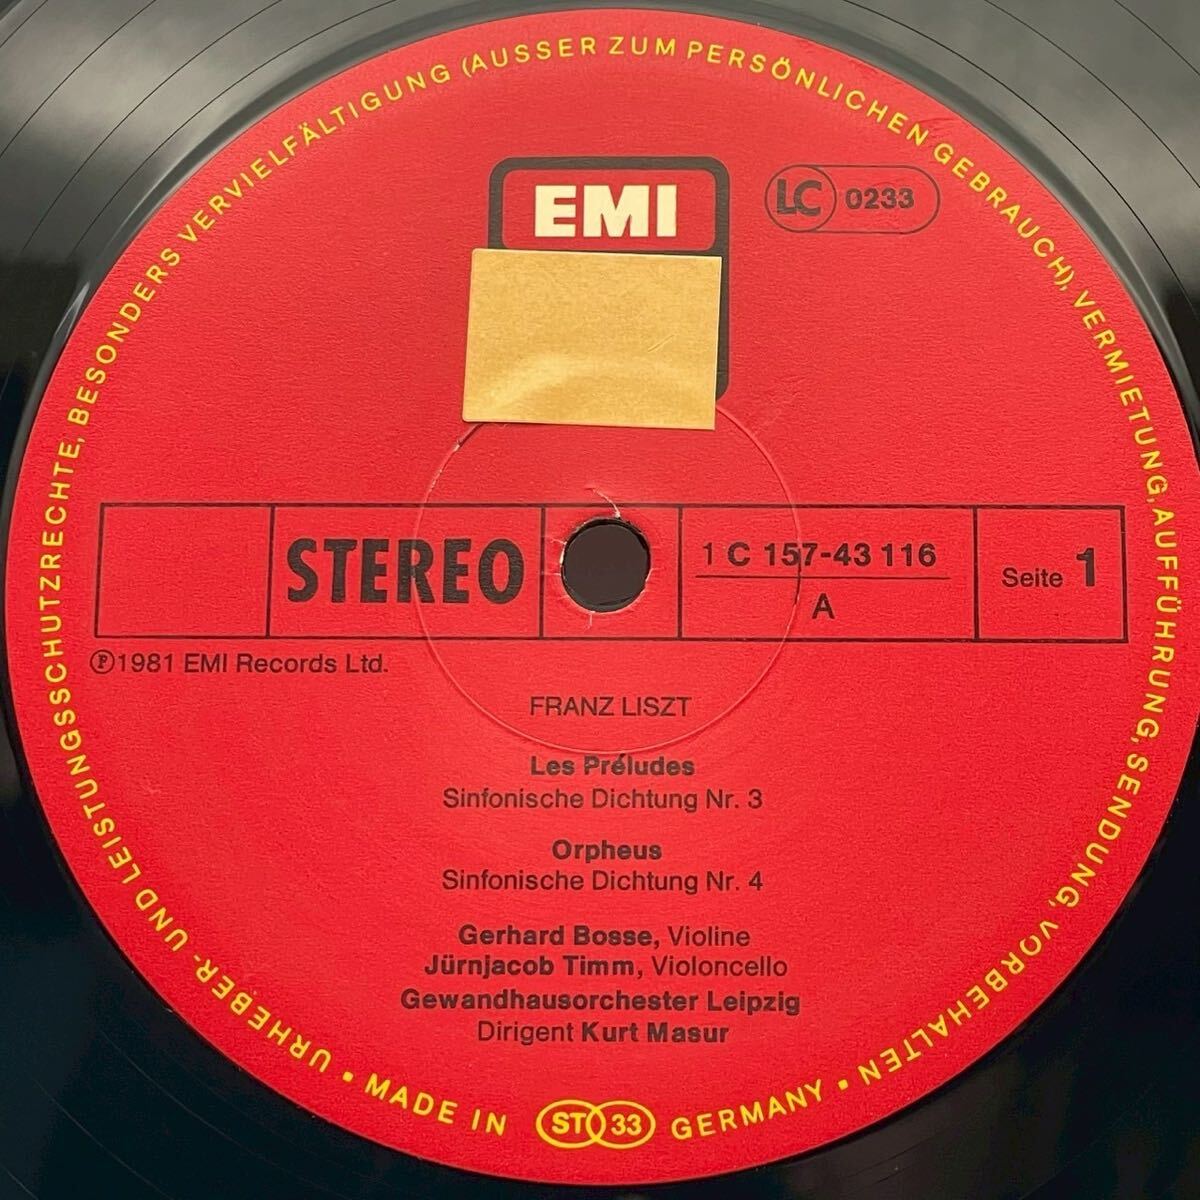 URHEBER- UND LEISTUNGSSCHUTZRECHTE, BESONDERS VERVIELFÄLTIGUNG (AUSSER ZUM PERSÖNLICHEN GEBRAUCH), VERMIETUNG, AUFFÜHRUNG, SENDUNG, VORBEHALTEN
EMI
LC 0233
STEREO
1 C 157-43 116
A
Seite 1
Ⓟ1981 EMI Records Ltd.
FRANZ LISZT
Les Préludes
Sinfonische Dichtung Nr. 3
Orpheus
Sinfonische Dichtung Nr. 4
Gerhard Bosse, Violine
Jürnjacob Timm, Violoncello
Gewandhausorchester Leipzig
Dirigent Kurt Masur
▪ MADE IN ST 33 GERMANY ▪